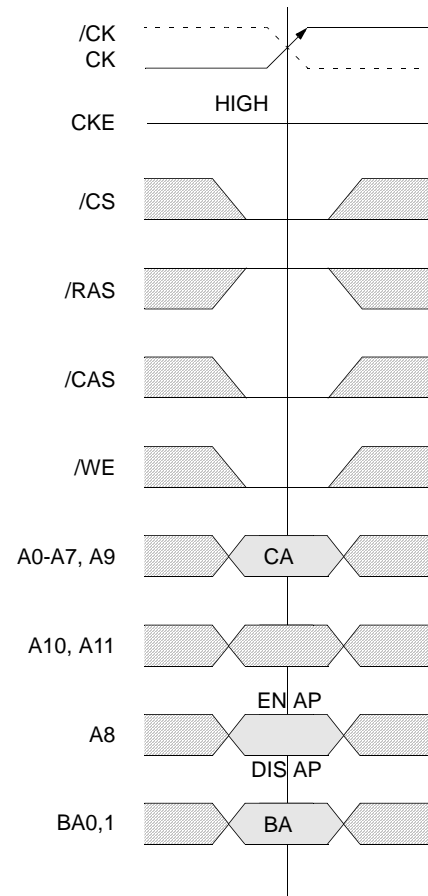 /CK
CK
HIGH
CKE
/CS
/RAS
/CAS
/WE
A0-A7, A9
CA
A10, A11
EN AP
A8
DIS AP
BA0,1
BA